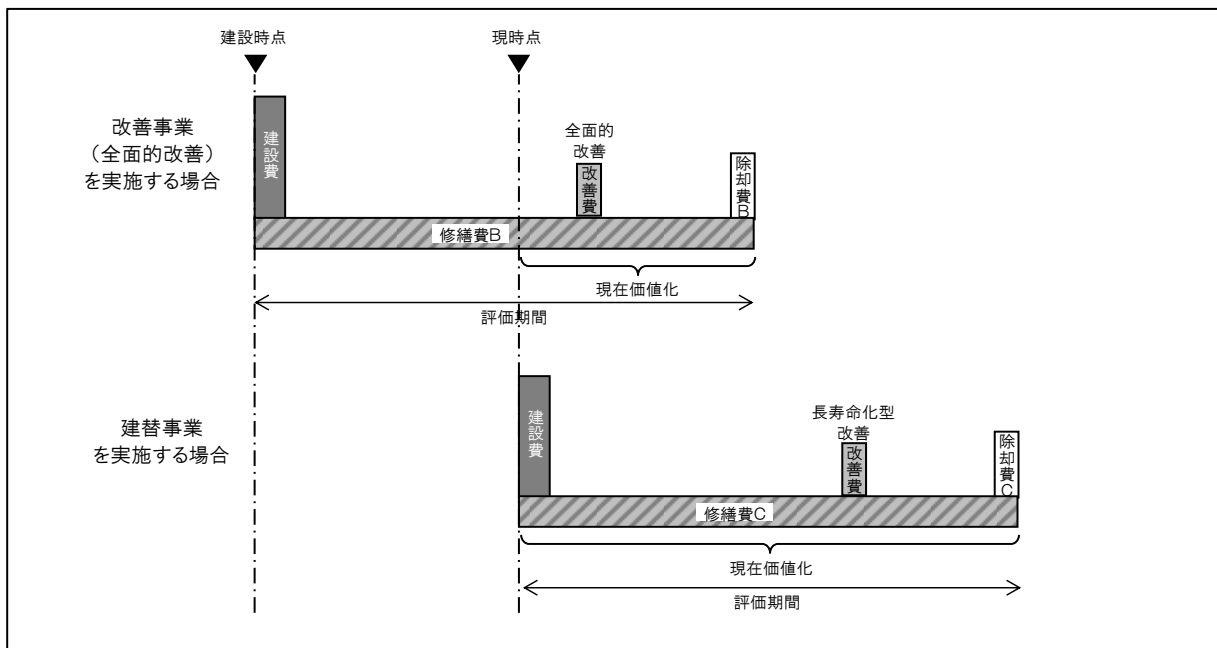 建設時点
現時点
改善事業
（全面的改善）
を実施する場合
建設費
全面的
改善
改善費
除却費B
修繕費B
現在価値化
評価期間
建替事業
を実施する場合
建設費
長寿命化型
改善
改善費
除却費C
修繕費C
現在価値化
評価期間